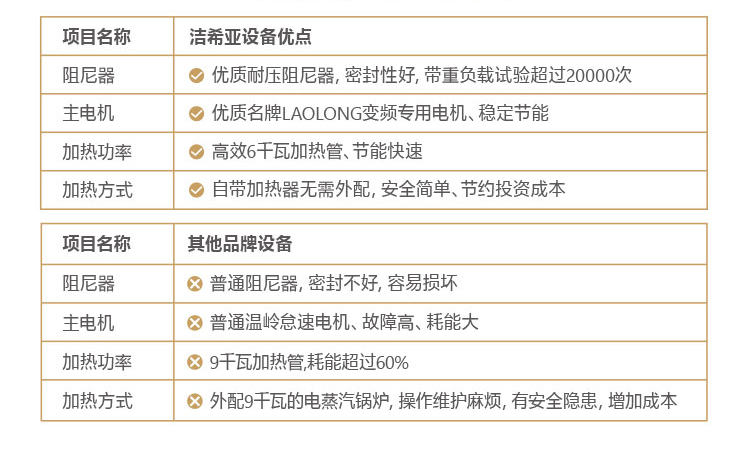 项目名称 洁希亚设备优点
阻尼器 优质耐压阻尼器, 密封性好, 带重负载试验超过20000次
主电机 优质名牌LAOLONG变频专用电机、稳定节能
加热功率 高效6千瓦加热管、节能快速
加热方式 自带加热器无需外配, 安全简单、节约投资成本
项目名称 其他品牌设备
阻尼器 普通阻尼器, 密封不好, 容易损坏
主电机 普通温岭怠速电机、故障高、耗能大
加热功率 9千瓦加热管,耗能超过60%
加热方式 外配9千瓦的电蒸汽锅炉, 操作维护麻烦, 有安全隐患, 增加成本